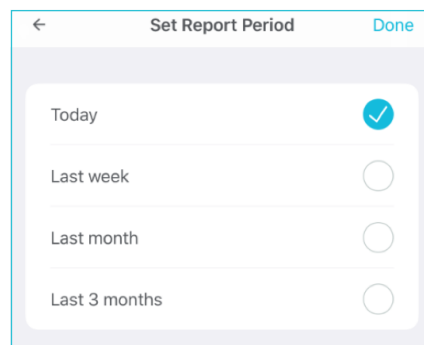 Set Report Period Done
Today
Last week
Last month
Last 3 months